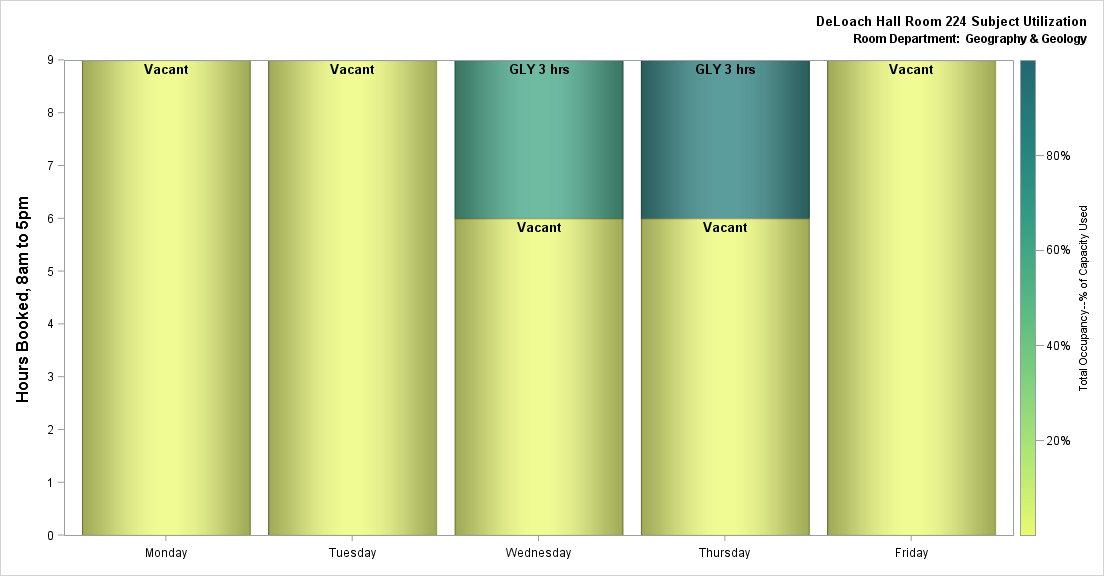 DeLoach Hall Room 224 Subject Utilization
Room Department: Geography & Geology
Hours Booked, 8am to 5pm
9
8
7
6
5
4
3
2
1
0
Vacant
Vacant
GLY 3 hrs
GLY 3 hrs
Vacant
Vacant
Vacant
Monday
Tuesday
Wednesday
Thursday
Friday
80%
60%
40%
20%
Total Occupancy--% of Capacity Used